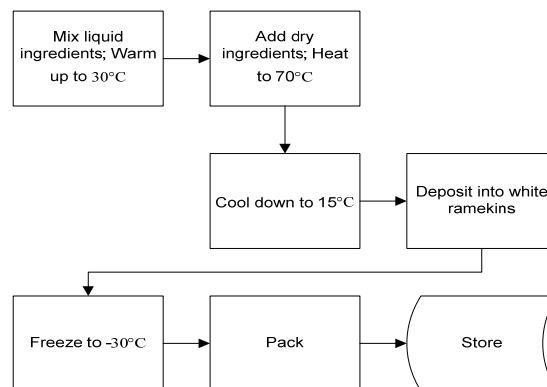 Mix liquid
ingredients; Warm
up to 30°C
Add dry
ingredients; Heat
to 70°C
Cool down to 15°C
Deposit into white
ramekins
Freeze to -30°C
Pack
Store